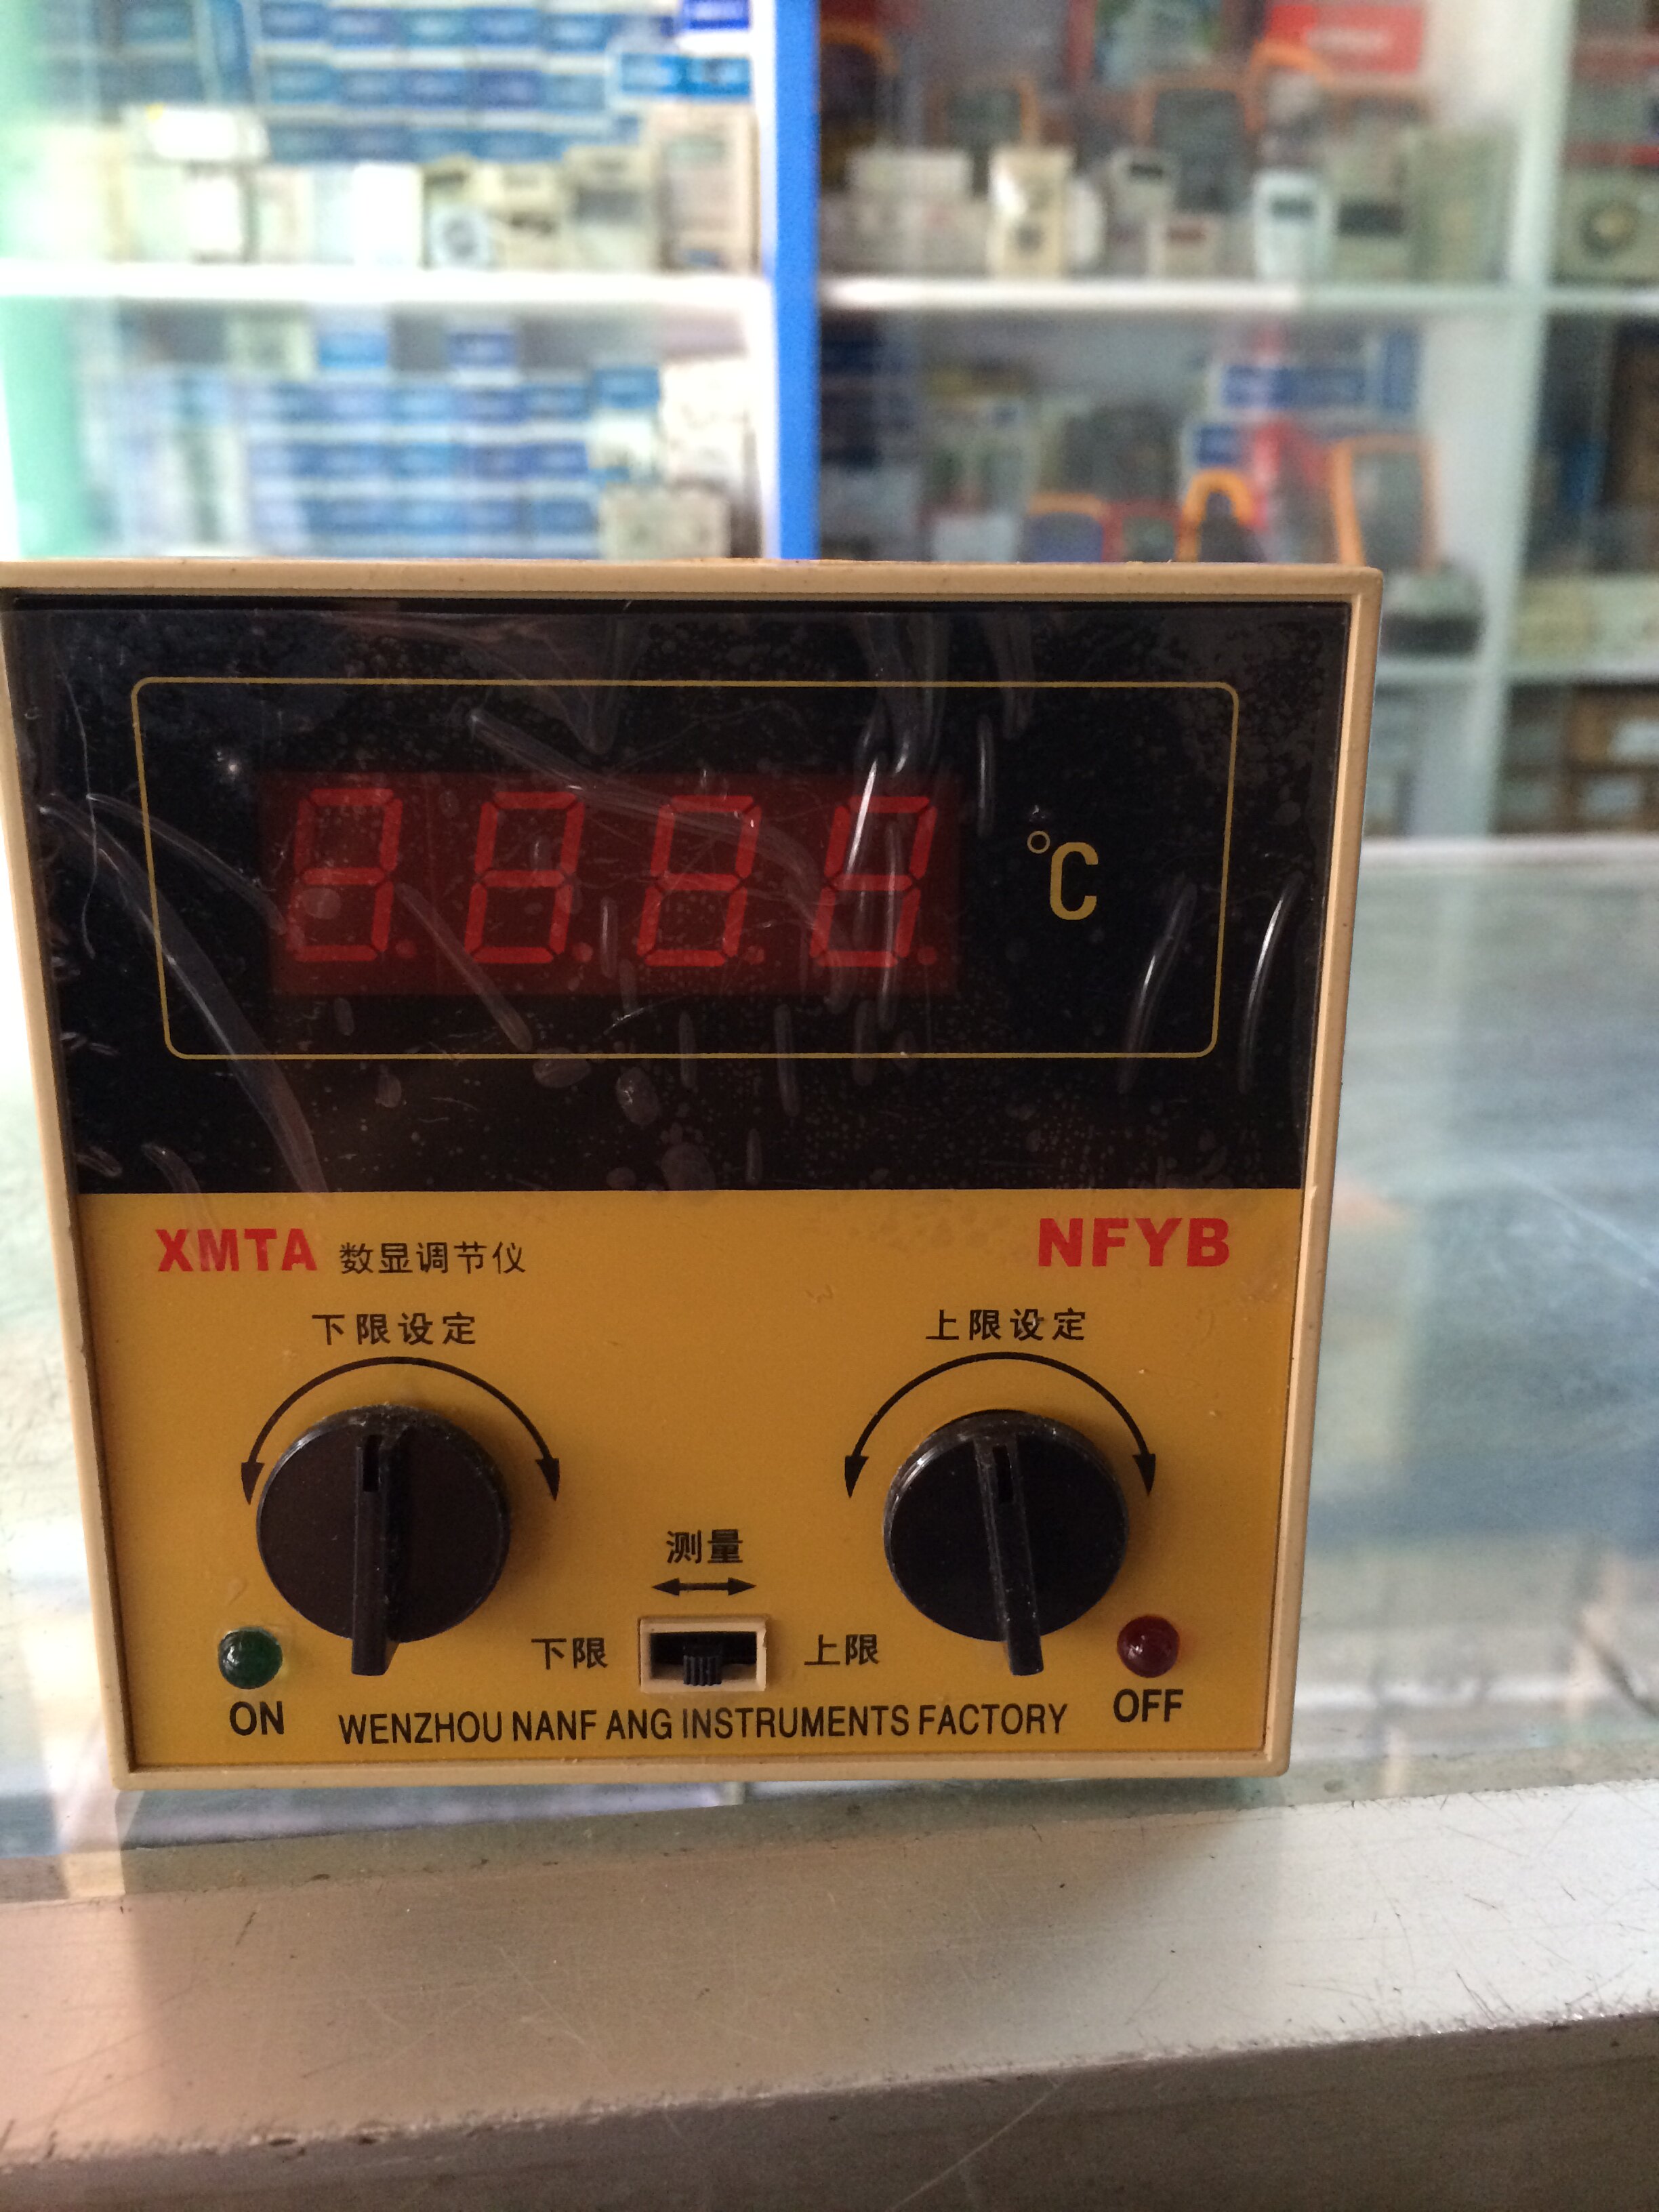 °C
XMTA 数显调节仪 NFYB
下限设定 上限设定
测量
下限 上限
ON OFF
WENZHOU NANF ANG INSTRUMENTS FACTORY